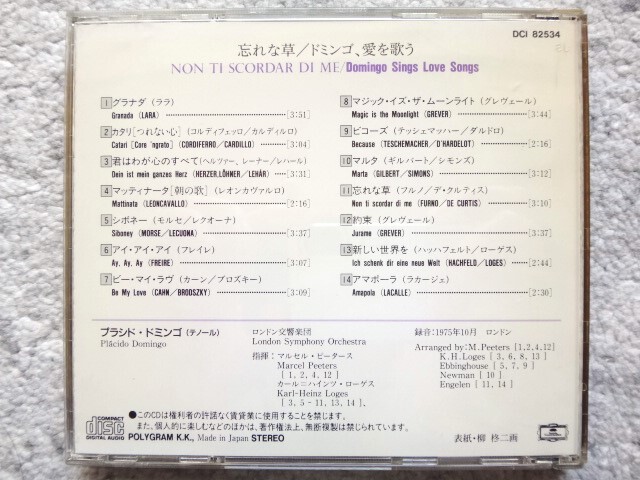 DCI 82534
忘れな草／ドミンゴ、愛を歌う
NON TI SCORDAR DI ME/Domingo Sings Love Songs
1 グラナダ（ララ）
Granada (LARA) [3:51]
2 カタリ［つれない心］（コルディフェッロ／カルディルロ）
Catari [Core 'ngrato] (CORDIFERRO/CARDILLO) [3:04]
3 君はわが心のすべて（ヘルツァー、レーナー／レハール）
Dein ist mein ganzes Herz (HERZER,LÖHNER/LEHÁR) [3:31]
4 マッティナータ［朝の歌］（レオンカヴァルロ）
Mattinata (LEONCAVALLO) [2:16]
5 シボネー（モルセ／レクオーナ）
Siboney (MORSE/LECUONA) [3:37]
6 アイ・アイ・アイ（フレイレ）
Ay, Ay, Ay (FREIRE) [3:07]
7 ビー・マイ・ラヴ（カーン／ブロズキー）
Be My Love (CAHN/BRODSZKY) [3:09]
8 マジック・イズ・ザ・ムーンライト（グレヴェール）
Magic is the Moonlight (GREVER) [3:44]
9 ビコーズ（テッシェマッハー／ダルドロ）
Because (TESCHEMACHER/D'HARDELOT) [2:16]
10 マルタ（ギルバート／シモンズ）
Marta (GILBERT/SIMONS) [3:12]
11 忘れな草（フルノ／デ・クルティス）
Non ti scordar di me (FURNO/DE CURTIS) [3:10]
12 約束（グレヴェール）
Jurame (GREVER) [3:37]
13 新しい世界を（ハッハフェルト／ローゲス）
Ich schenk dir eine neue Welt (HACHFELD/LOGES) [2:44]
14 アマポーラ（ラカージェ）
Amapola (LACALLE) [2:30]
プラシド・ドミンゴ（テノール）
Plácido Domingo
ロンドン交響楽団
London Symphony Orchestra
指揮：マルセル・ピータース
Marcel Peeters
[1, 2, 4, 12]
カール＝ハインツ・ローゲス
Karl-Heinz Loges
[3, 5-11, 13, 14]
録音：1975年10月 ロンドン
Arranged by: M. Peeters [1,2,4,12]
K.H. Loges [3, 6, 8, 13]
Ebbinghouse [5, 7, 9]
Newman [10]
Engelen [11, 14]
COMPACT
disc
DIGITAL AUDIO
●このCDは権利者の許諾なく賃貸業に使用することを禁じます。
また、個人的に楽しむなどのほかは、著作権法上、無断複製は禁じられています。
POLYGRAM K.K., Made in Japan STEREO
表紙・柳 柊二画